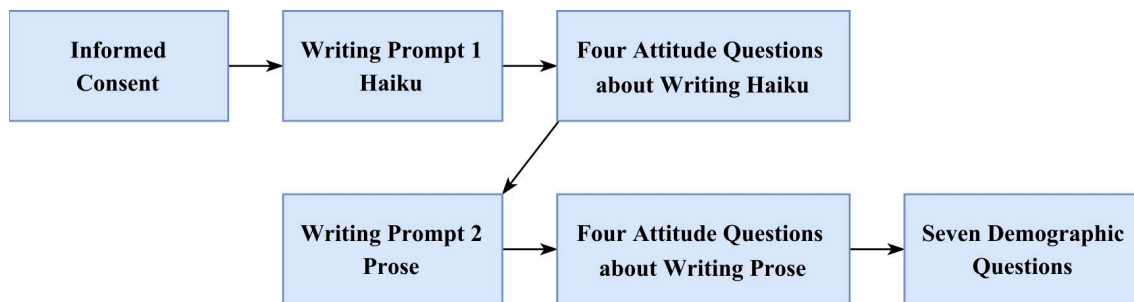 Informed
Consent
Writing Prompt 1
Haiku
Four Attitude Questions
about Writing Haiku
Writing Prompt 2
Prose
Four Attitude Questions
about Writing Prose
Seven Demographic
Questions